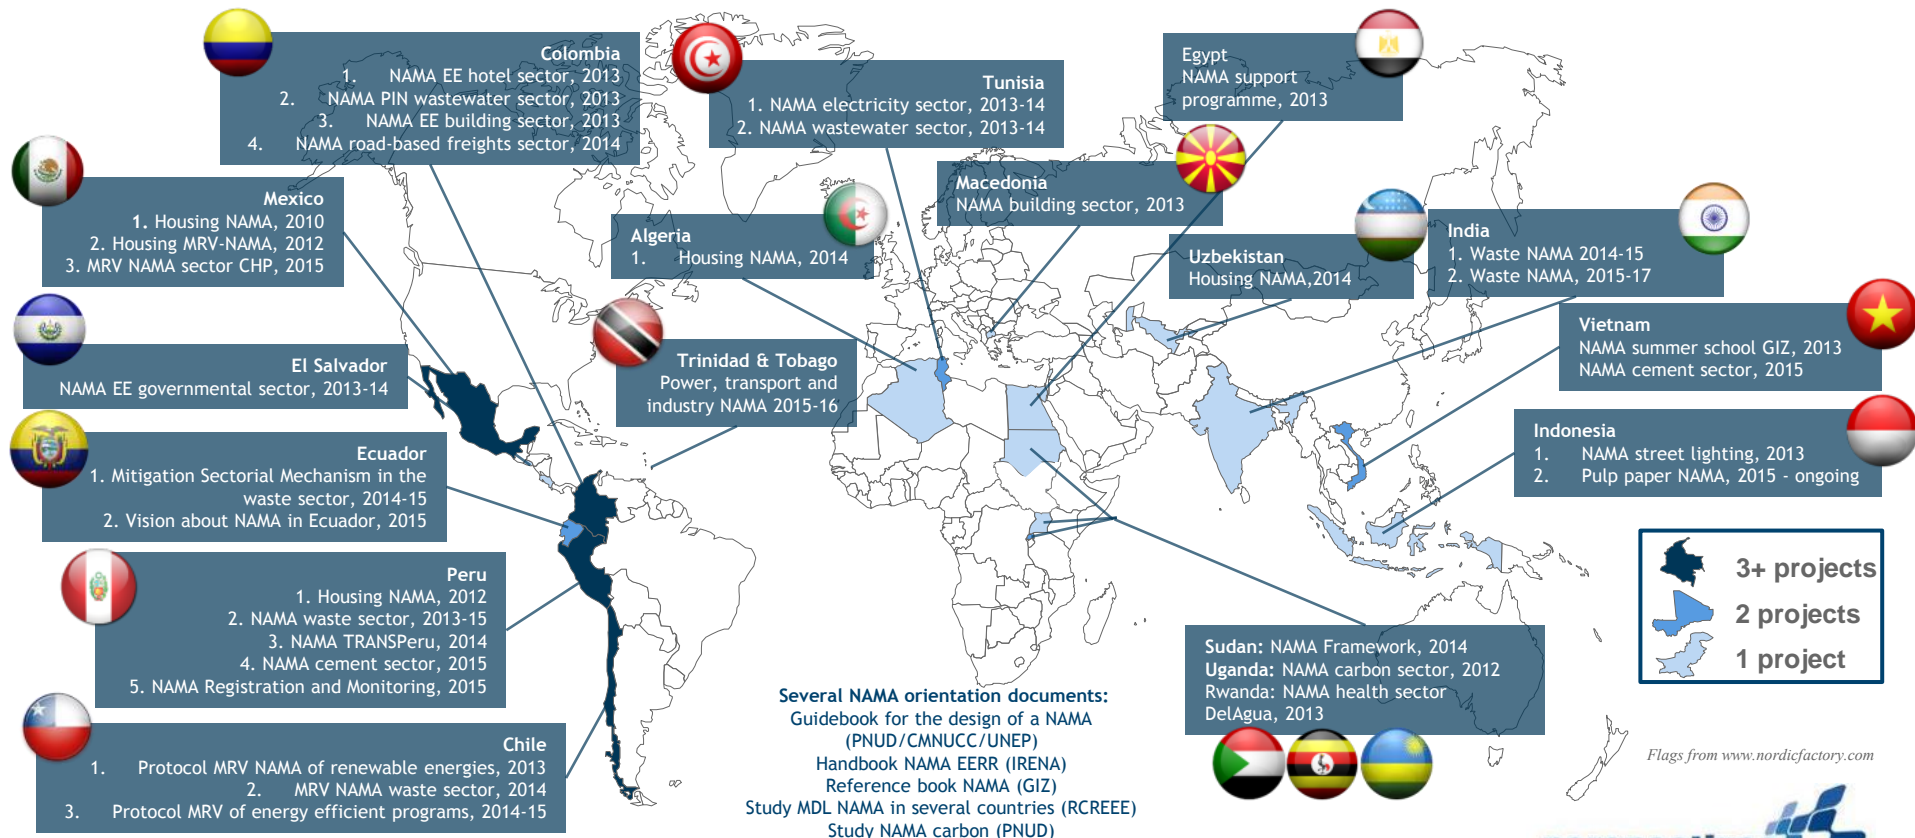 Colombia
1. NAMA EE hotel sector, 2013
2. NAMA PIN wastewater sector, 2013
3. NAMA EE building sector, 2013
4. NAMA road-based freights sector, 2014
Tunisia
1. NAMA electricity sector, 2013-14
2. NAMA wastewater sector, 2013-14
Egypt
NAMA support
programme, 2013
Mexico
1. Housing NAMA, 2010
2. Housing MRV-NAMA, 2012
3. MRV NAMA sector CHP, 2015
Macedonia
NAMA building sector, 2013
Algeria
1. Housing NAMA, 2014
Uzbekistan
Housing NAMA,2014
India
1. Waste NAMA 2014-15
2. Waste NAMA, 2015-17
El Salvador
NAMA EE governmental sector, 2013-14
Trinidad & Tobago
Power, transport and
industry NAMA 2015-16
Vietnam
NAMA summer school GIZ, 2013
NAMA cement sector, 2015
Ecuador
1. Mitigation Sectorial Mechanism in the
waste sector, 2014-15
2. Vision about NAMA in Ecuador, 2015
Indonesia
1. NAMA street lighting, 2013
2. Pulp paper NAMA, 2015 - ongoing
Peru
1. Housing NAMA, 2012
2. NAMA waste sector, 2013-15
3. NAMA TRANSPeru, 2014
4. NAMA cement sector, 2015
5. NAMA Registration and Monitoring, 2015
3+ projects
2 projects
1 project
Sudan: NAMA Framework, 2014
Uganda: NAMA carbon sector, 2012
Rwanda: NAMA health sector
DelAgua, 2013
Chile
1. Protocol MRV NAMA of renewable energies, 2013
2. MRV NAMA waste sector, 2014
3. Protocol MRV of energy efficient programs, 2014-15
Several NAMA orientation documents:
Guidebook for the design of a NAMA
(PNUD/CMNUCC/UNEP)
Handbook NAMA EERR (IRENA)
Reference book NAMA (GIZ)
Study MDL NAMA in several countries (RCREEE)
Study NAMA carbon (PNUD)
Flags from www.nordicfactory.com